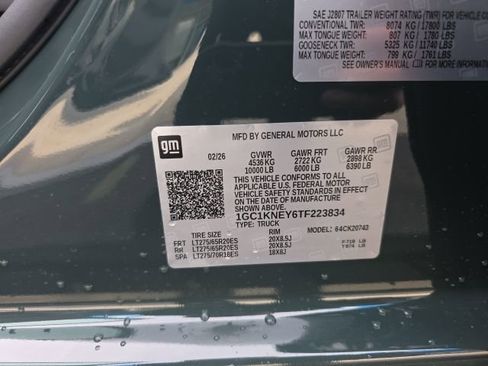 SAE J2807 TRAILER WEIGHT RATING (TWR) FOR VEHICLE CO
CONVENTIONAL TWR: 8074 KG / 17800 LBS
MAX TONGUE WEIGHT: 807 KG / 1780 LBS
GOOSENECK TWR: 5325 KG / 11740 LBS
MAX TONGUE WEIGHT: 799 KG / 1761 LBS
SEE OWNER'S MANUAL FOR MORE
gm
MFD BY GENERAL MOTORS LLC
02/26 GVWR GAWR FRT GAWR RR
4536 KG 2722 KG 2898 KG
10000 LB 6000 LB 6390 LB
THIS VEHICLE CONFORMS TO ALL
APPLICABLE U.S. FEDERAL MOTOR
VEHICLE SAFETY STANDARDS IN EFFECT
ON THE DATE OF MANUFACTURE SHOWN ABOVE.
1GC1KNEY6TF223834
TYPE: TRUCK MODEL: 64CK20743
TIRE SIZE RIM
FRT LT275/65R20ES 20X8.5J
RR LT275/65R20ES 20X8.5J
SPA LT275/70R18ES 18X8J